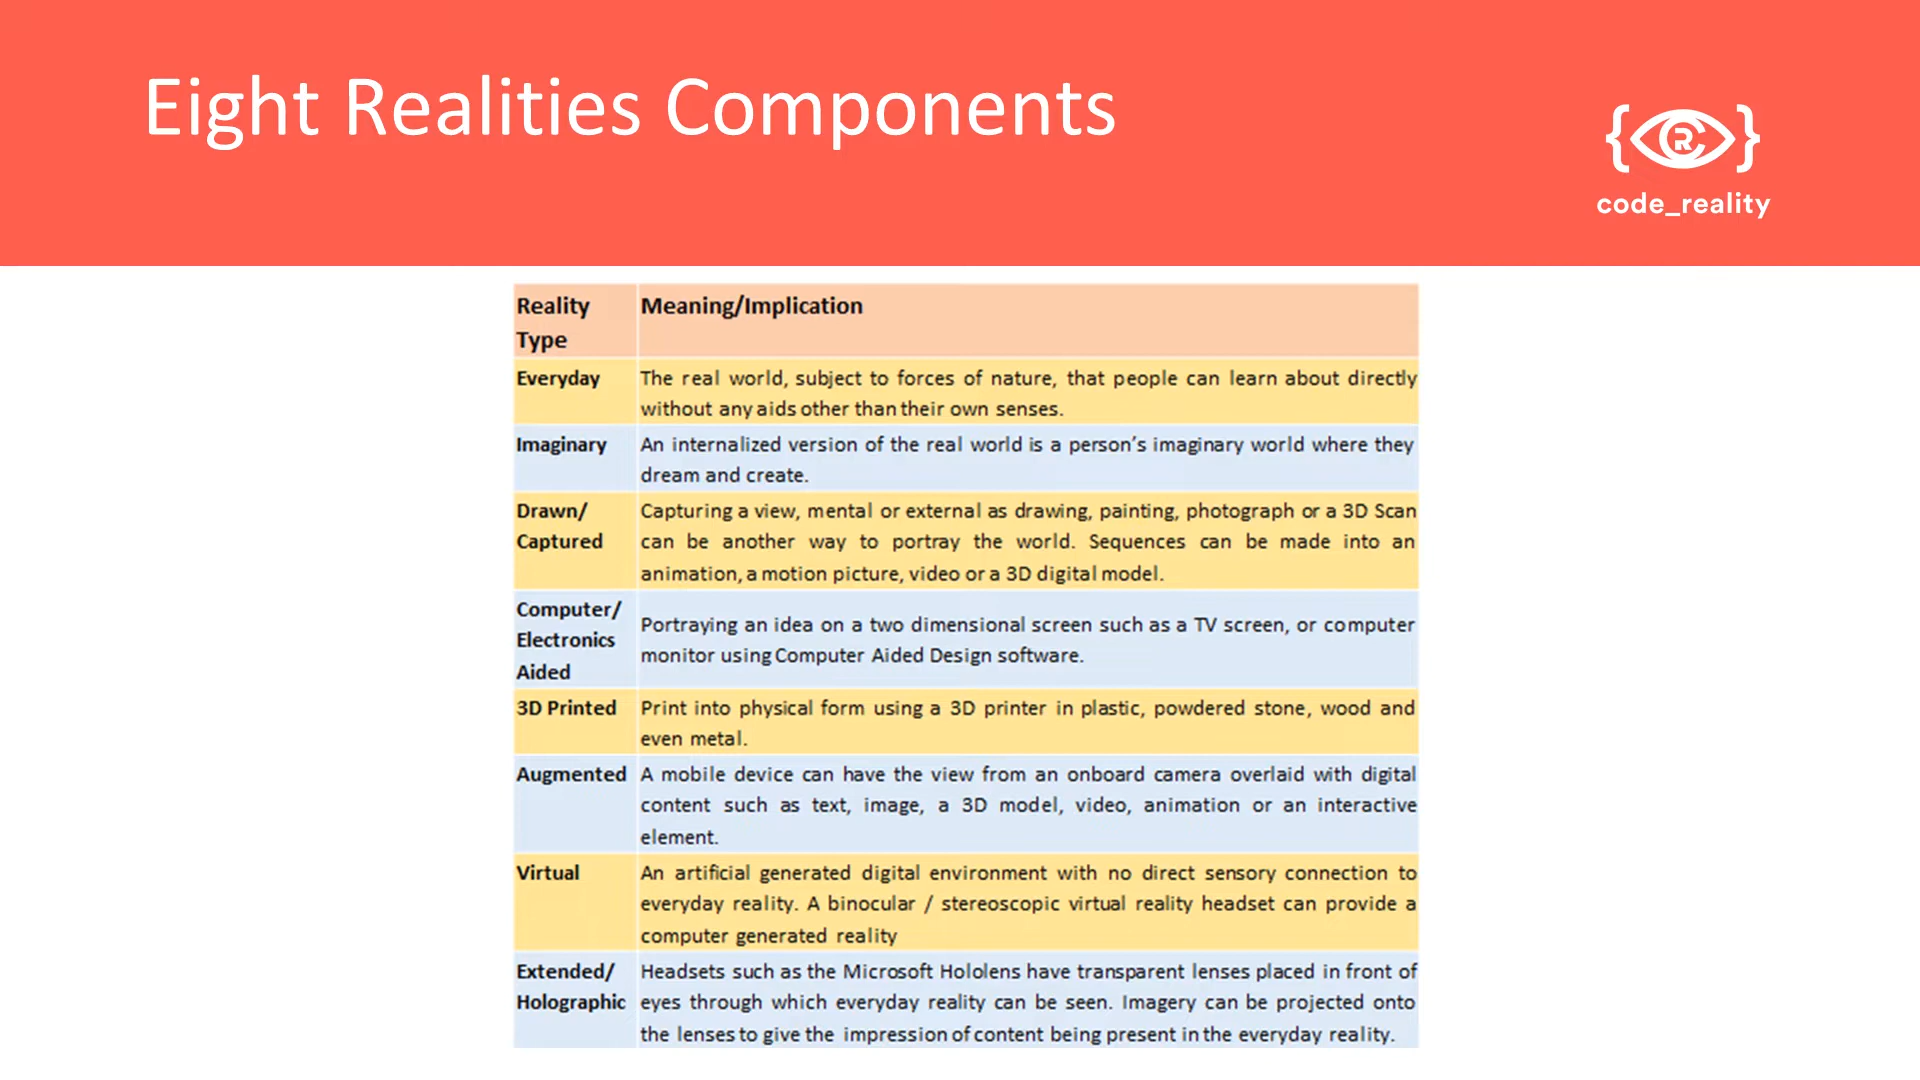 Eight Realities Components
{RC}
code_reality
Reality Type
Meaning/Implication
Everyday
The real world, subject to forces of nature, that people can learn about directly
without any aids other than their own senses.
Imaginary
An internalized version of the real world is a person’s imaginary world where they
dream and create.
Drawn/
Captured
Capturing a view, mental or external as drawing, painting, photograph or a 3D Scan
can be another way to portray the world. Sequences can be made into an
animation, a motion picture, video or a 3D digital model.
Computer/
Electronics
Aided
Portraying an idea on a two dimensional screen such as a TV screen, or computer
monitor using Computer Aided Design software.
3D Printed
Print into physical form using a 3D printer in plastic, powdered stone, wood and
even metal.
Augmented
A mobile device can have the view from an onboard camera overlaid with digital
content such as text, image, a 3D model, video, animation or an interactive
element.
Virtual
An artificial generated digital environment with no direct sensory connection to
everyday reality. A binocular / stereoscopic virtual reality headset can provide a
computer generated reality
Extended/
Holographic
Headsets such as the Microsoft Hololens have transparent lenses placed in front of
eyes through which everyday reality can be seen. Imagery can be projected onto
the lenses to give the impression of content being present in the everyday reality.